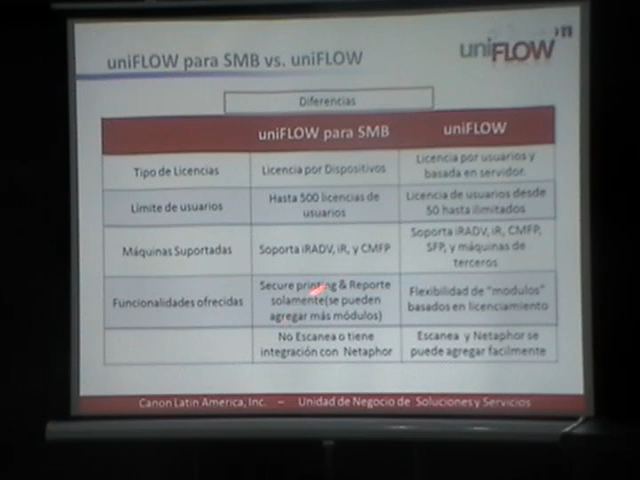 uniFLOW para SMB vs. uniFLOW
uniFLOW
Diferencias
uniFLOW para SMB
uniFLOW
Tipo de Licencias
Licencia por Dispositivos
Licencia por usuarios y
basada en servidor.
Límite de usuarios
Hasta 500 licencias de
usuarios
Licencia de usuarios desde
50 hasta ilimitados
Máquinas Suportadas
Soporta iRADV, iR, y CMFP
Soporta iRADV, iR, CMFP,
SFP, y máquinas de
terceros
Funcionalidades ofrecidas
Secure printing & Reporte
solamente(se pueden
agregar más módulos)
Flexibilidad de "modulos"
basados en licenciamiento
No Escanea o tiene
integración con Netaphor
Escanea y Netaphor se
puede agregar facilmente
Canon Latin America, Inc. – Unidad de Negocio de Soluciones y Servicios